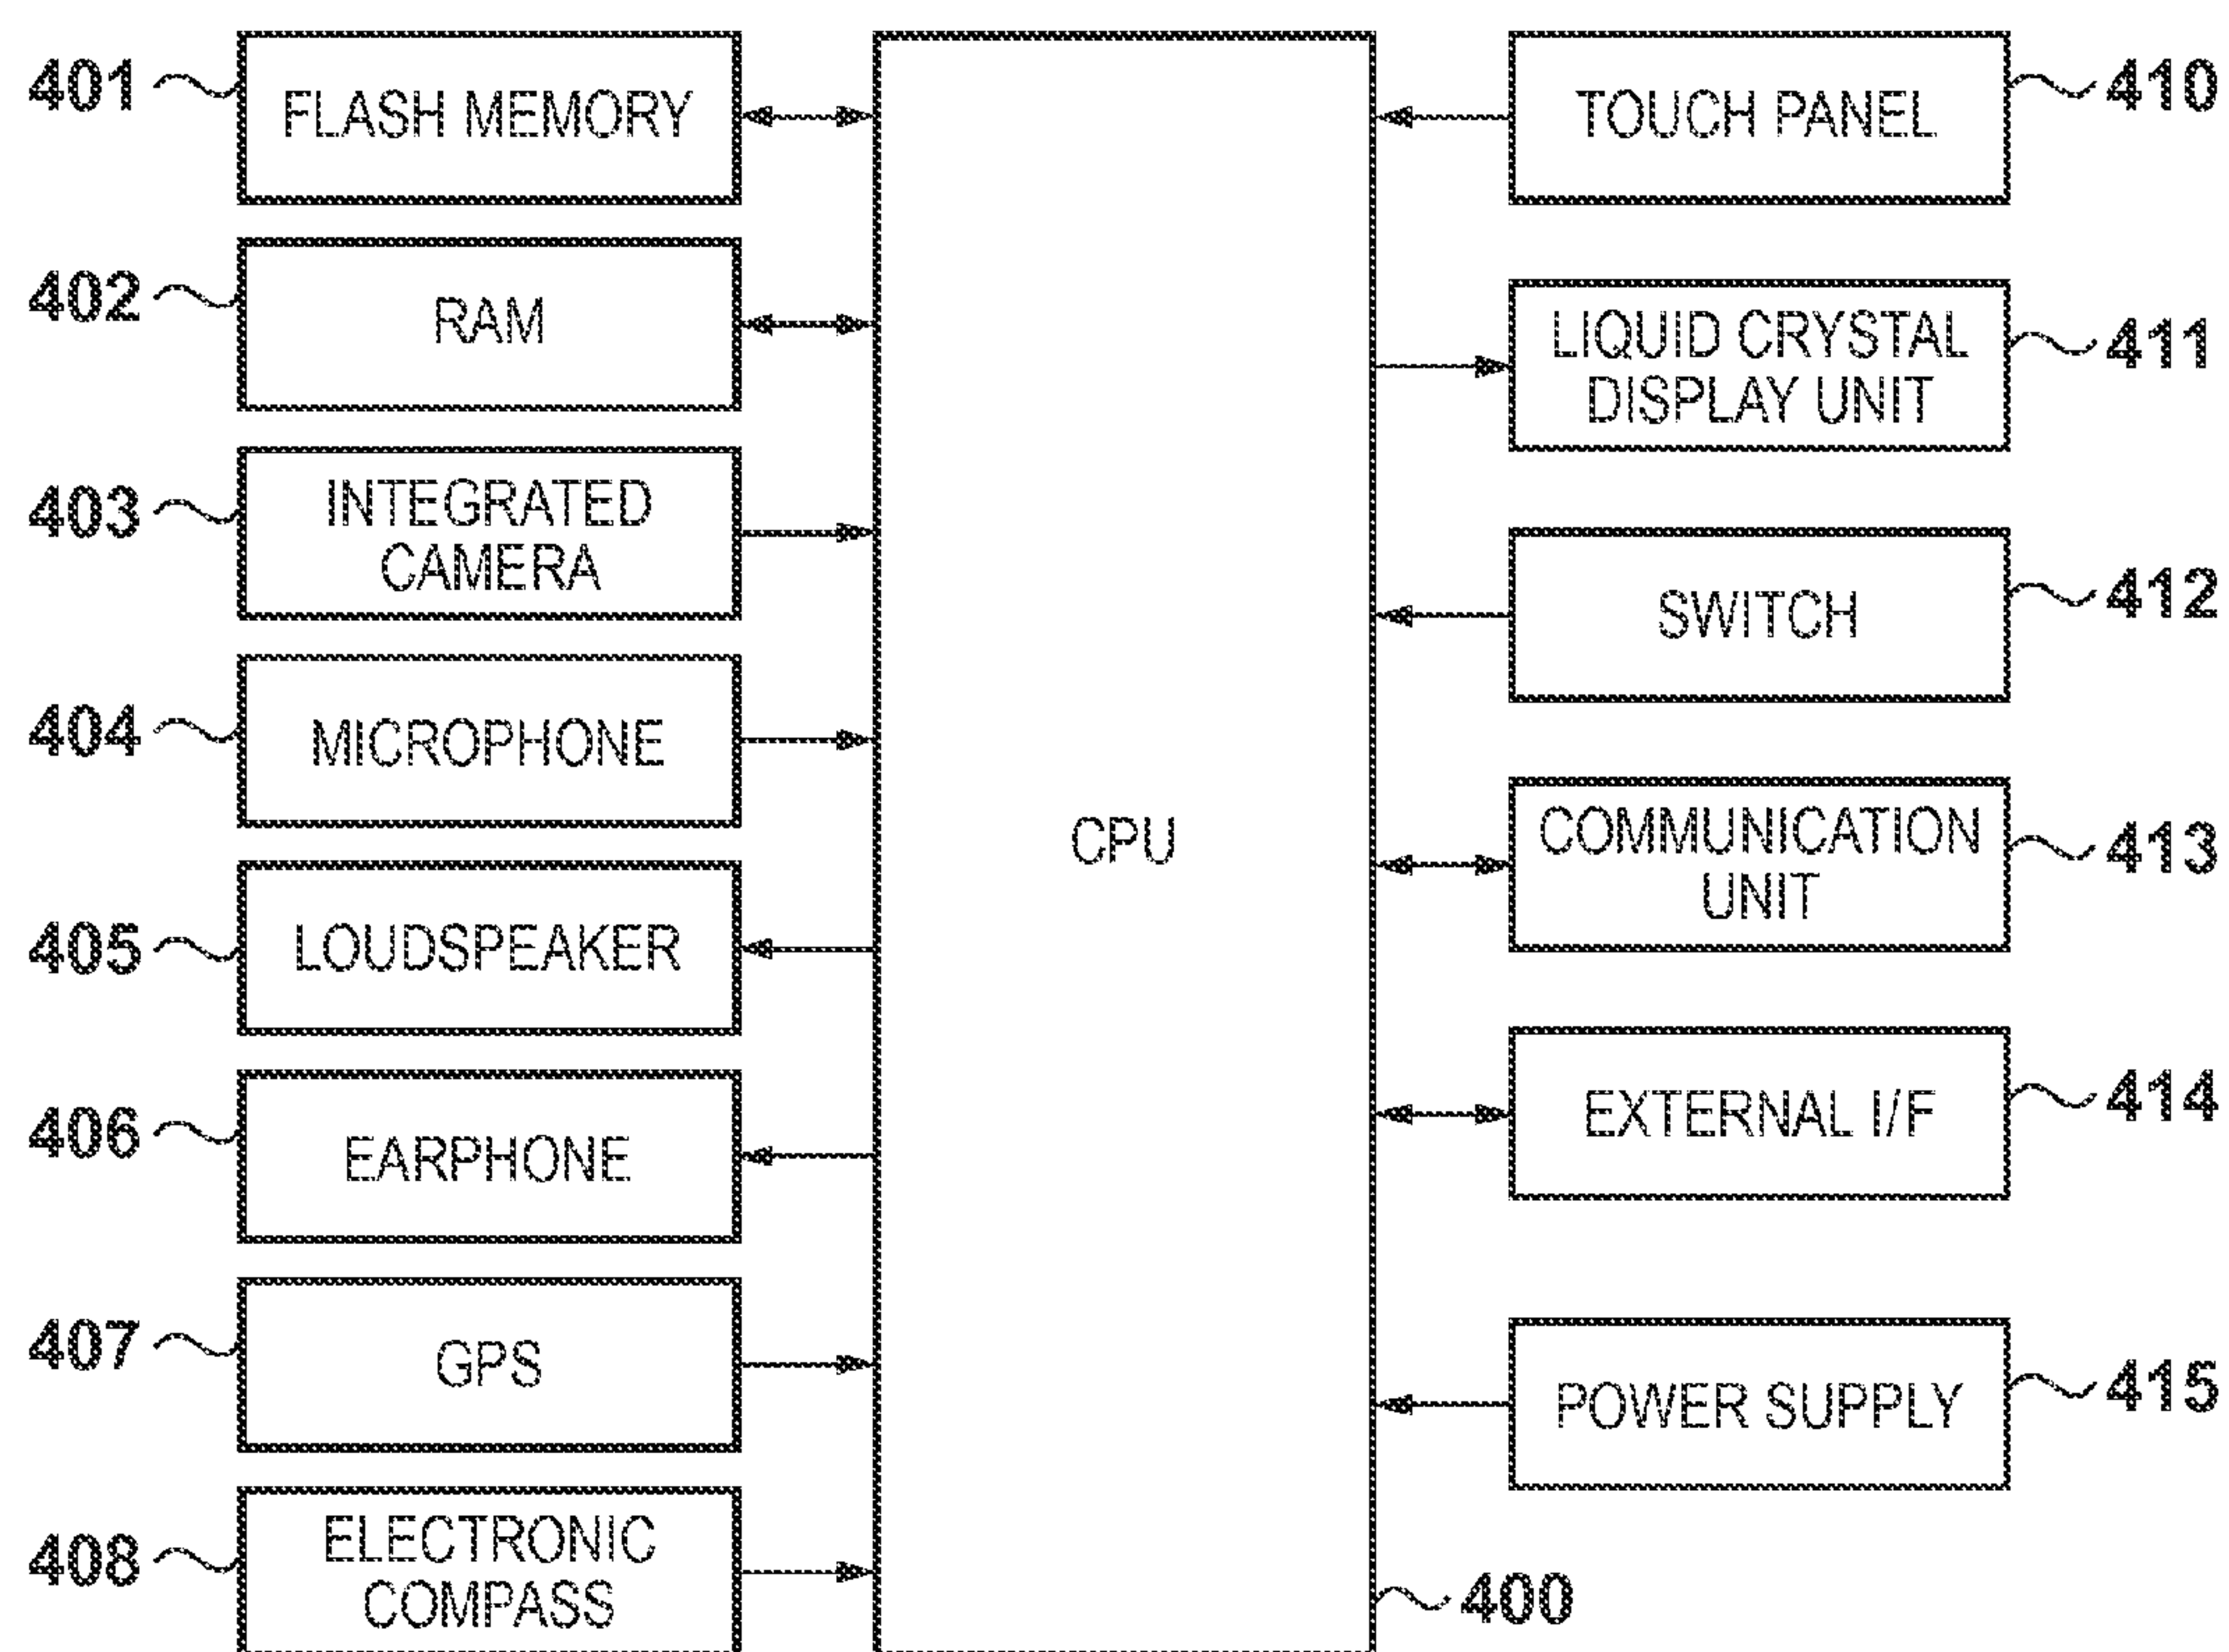 401
FLASH MEMORY
402
RAM
403
INTEGRATED
CAMERA
404
MICROPHONE
405
LOUDSPEAKER
406
EARPHONE
407
GPS
408
ELECTRONIC
COMPASS
CPU
400
TOUCH PANEL
410
LIQUID CRYSTAL
DISPLAY UNIT
411
SWITCH
412
COMMUNICATION
UNIT
413
EXTERNAL I/F
414
POWER SUPPLY
415